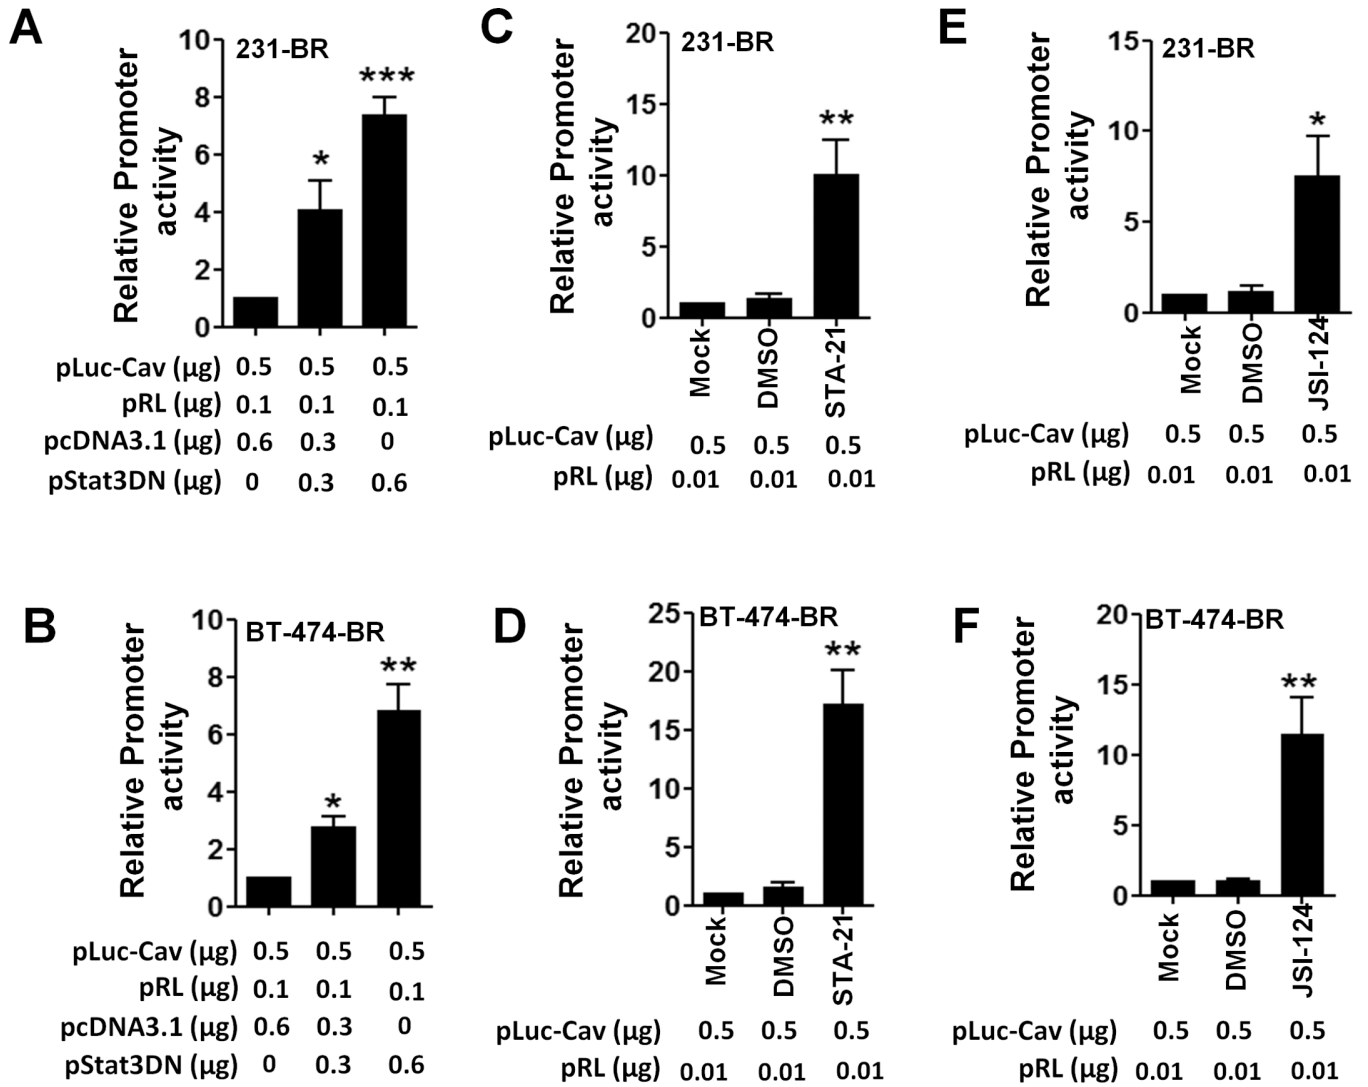 A
231-BR
Relative Promoter
activity
10
8
6
4
2
0
*
***
pLuc-Cav (µg) 0.5 0.5 0.5
pRL (µg) 0.1 0.1 0.1
pcDNA3.1 (µg) 0.6 0.3 0
pStat3DN (µg) 0 0.3 0.6
C
231-BR
Relative Promoter
activity
20
15
10
5
0
**
Mock DMSO STA-21
pLuc-Cav (µg) 0.5 0.5 0.5
pRL (µg) 0.01 0.01 0.01
E
231-BR
Relative Promoter
activity
15
10
5
0
*
Mock DMSO JSI-124
pLuc-Cav (µg) 0.5 0.5 0.5
pRL (µg) 0.01 0.01 0.01
B
BT-474-BR
Relative Promoter
activity
10
8
6
4
2
0
*
**
pLuc-Cav (µg) 0.5 0.5 0.5
pRL (µg) 0.1 0.1 0.1
pcDNA3.1 (µg) 0.6 0.3 0
pStat3DN (µg) 0 0.3 0.6
D
BT-474-BR
Relative Promoter
activity
25
20
15
10
5
0
**
Mock DMSO STA-21
pLuc-Cav (µg) 0.5 0.5 0.5
pRL (µg) 0.01 0.01 0.01
F
BT-474-BR
Relative Promoter
activity
20
15
10
5
0
**
Mock DMSO JSI-124
pLuc-Cav (µg) 0.5 0.5 0.5
pRL (µg) 0.01 0.01 0.01